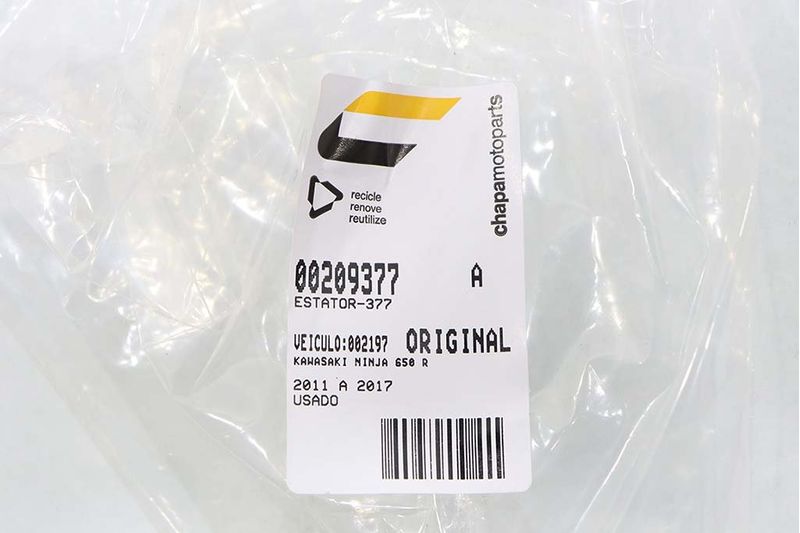 chapamotoparts
recicle
renove
reutilize
00209377 A
ESTATOR-377
VEICULO:002197 ORIGINAL
KAWASAKI NINJA 650 R
2011 A 2017
USADO